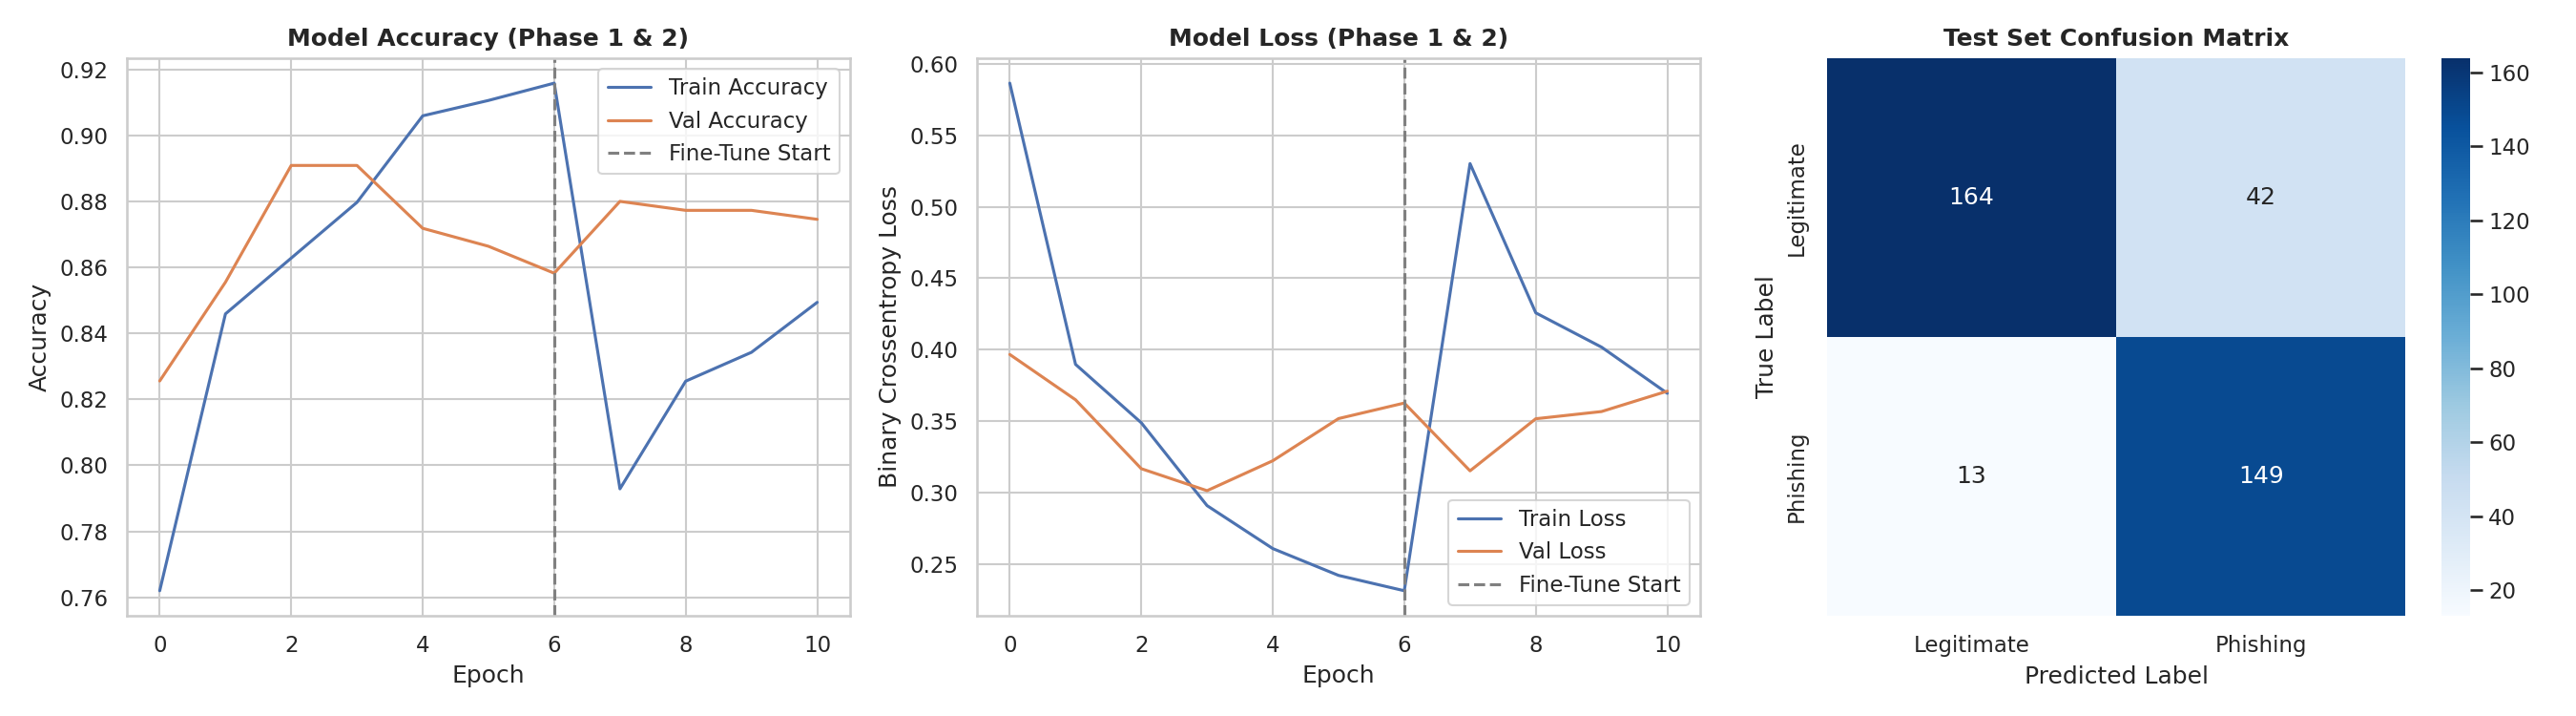 Model Accuracy (Phase 1 & 2)
0.92
0.90
0.88
0.86
0.84
0.82
0.80
0.78
0.76
Accuracy
Train Accuracy
Val Accuracy
Fine-Tune Start
0 2 4 6 8 10
Epoch
Model Loss (Phase 1 & 2)
0.60
0.55
0.50
0.45
0.40
0.35
0.30
0.25
Binary Crossentropy Loss
Train Loss
Val Loss
Fine-Tune Start
0 2 4 6 8 10
Epoch
Test Set Confusion Matrix
True Label
Legitimate
164 42
Phishing
13 149
Legitimate Phishing
Predicted Label
160
140
120
100
80
60
40
20